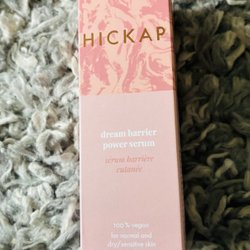 HICKAP
dream barrier
power serum
sérum barrière
cutanée
100% vegan
for normal and
dry/sensitive skin